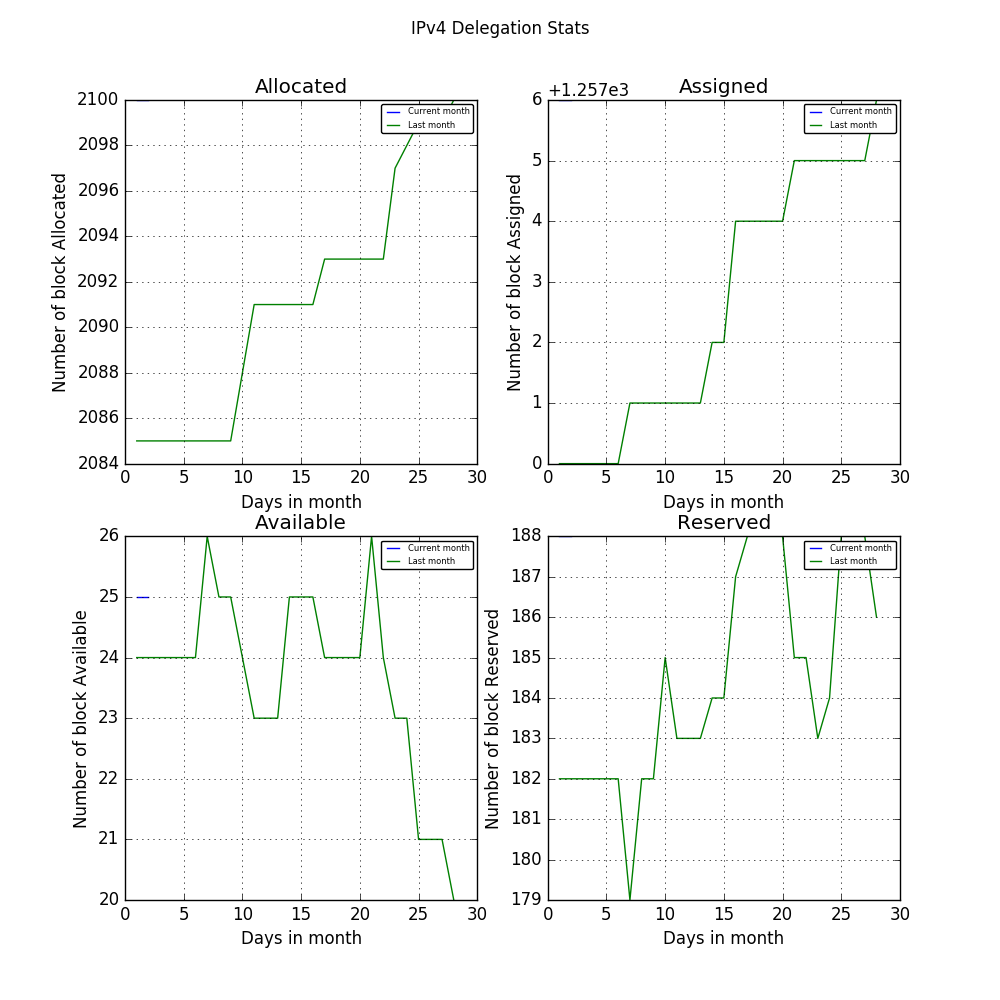 IPv4 Delegation Stats
Allocated
Number of block Allocated
2100
2098
2096
2094
2092
2090
2088
2086
2084
0 5 10 15 20 25 30
Days in month
Current month
Last month
+1.257e3
Assigned
Number of block Assigned
6
5
4
3
2
1
0
0 5 10 15 20 25 30
Days in month
Current month
Last month
Available
Number of block Available
26
25
24
23
22
21
20
0 5 10 15 20 25 30
Days in month
Current month
Last month
Reserved
Number of block Reserved
188
187
186
185
184
183
182
181
180
179
0 5 10 15 20 25 30
Days in month
Current month
Last month